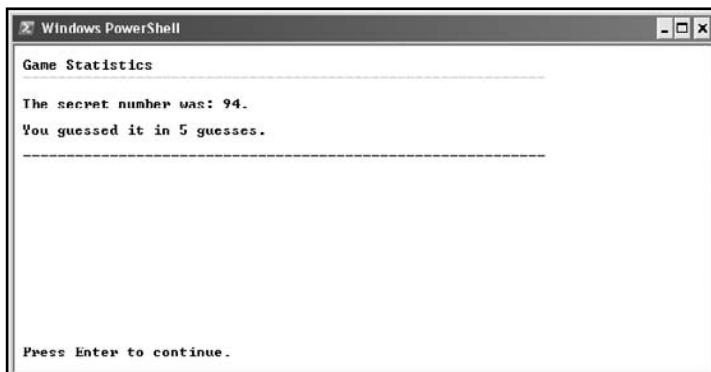 Windows PowerShell
Game Statistics
-----------------------------------------------------------
The secret number was: 94.
You guessed it in 5 guesses.
-----------------------------------------------------------
Press Enter to continue.